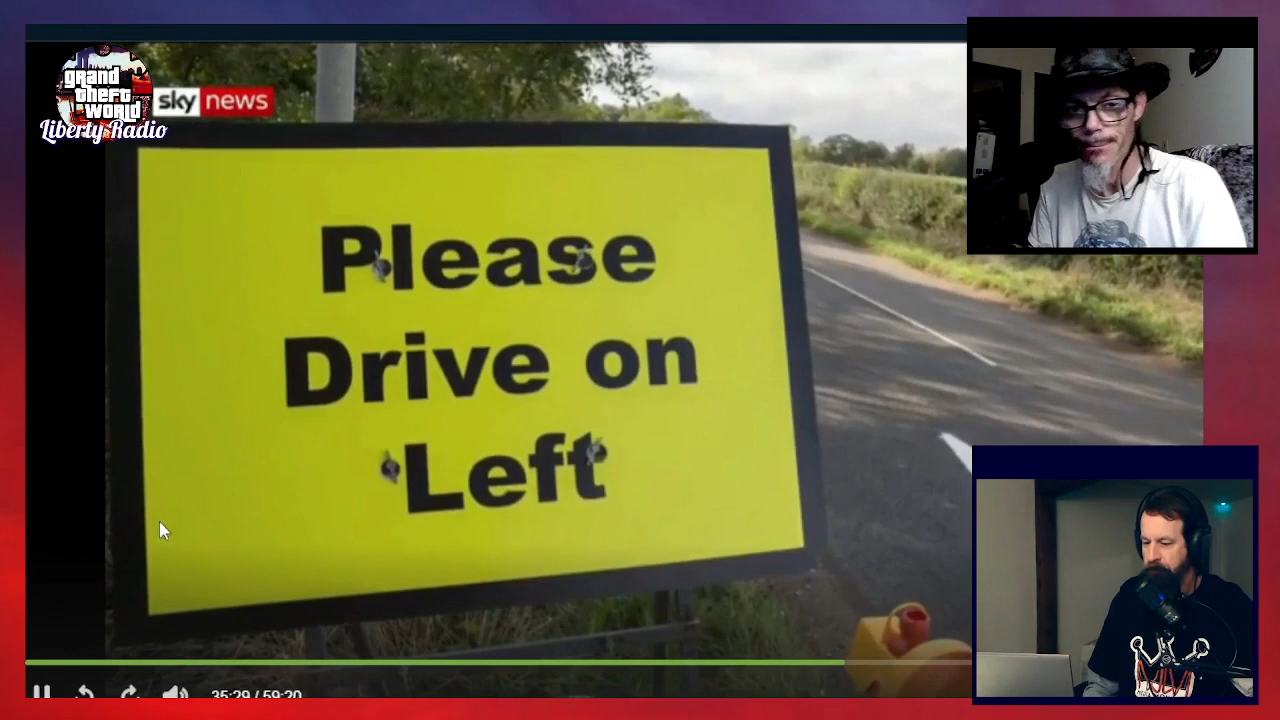 grand
theft
world
Liberty Radio
sky news
Please
Drive on
Left
35:29 / 59:20